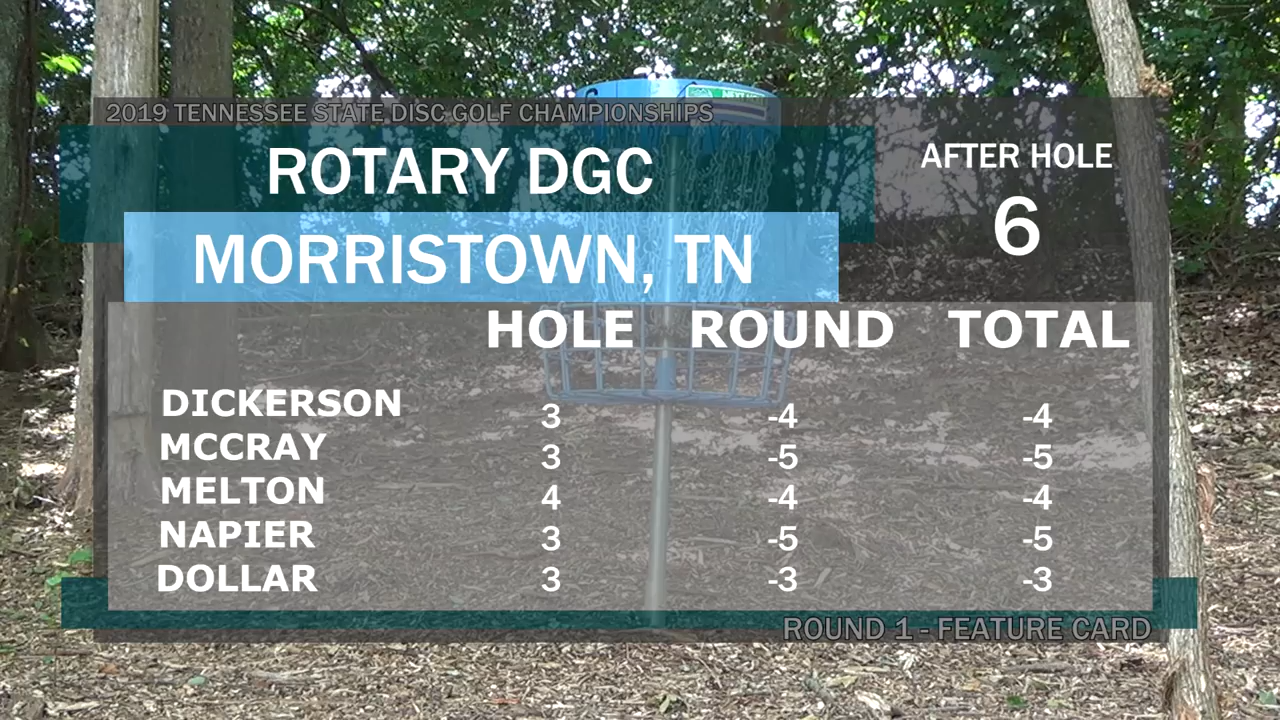 2019 TENNESSEE STATE DISC GOLF CHAMPIONSHIPS
ROTARY DGC
MORRISTOWN, TN
AFTER HOLE
6
HOLE ROUND TOTAL
DICKERSON 3 -4 -4
MCCRAY 3 -5 -5
MELTON 4 -4 -4
NAPIER 3 -5 -5
DOLLAR 3 -3 -3
ROUND 1 - FEATURE CARD